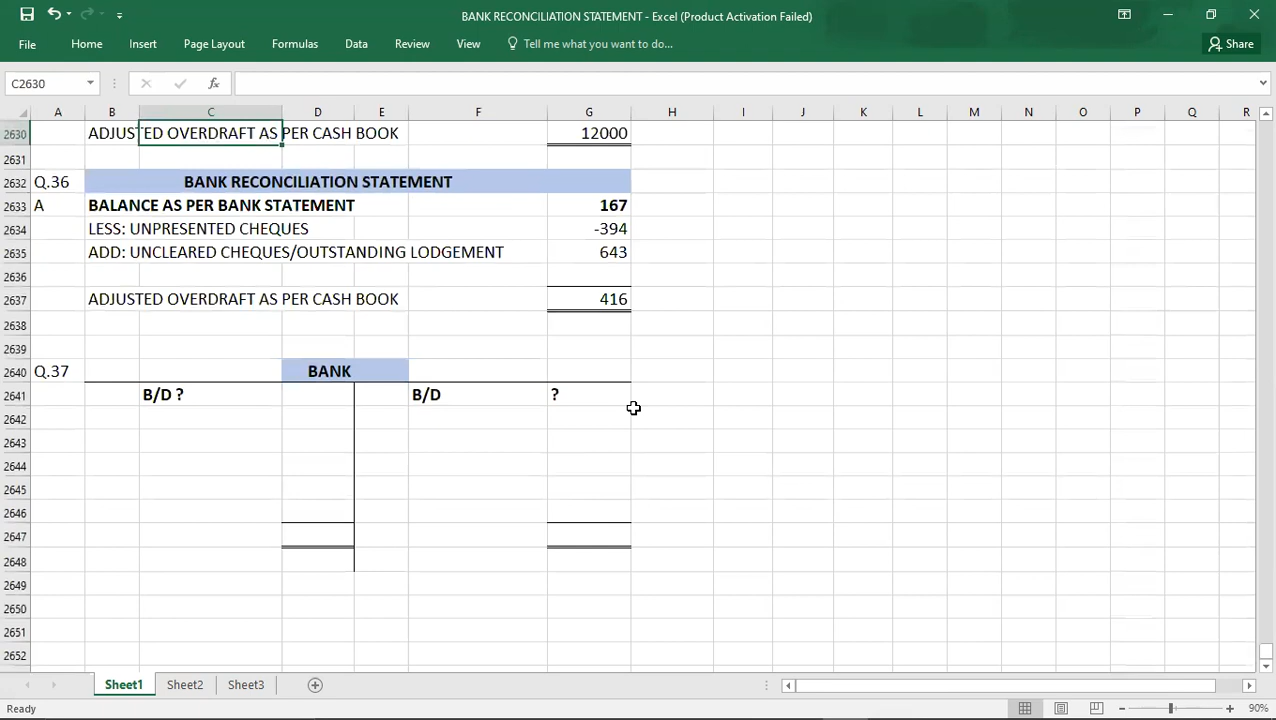 BANK RECONCILIATION STATEMENT - Excel (Product Activation Failed)
File Home Insert Page Layout Formulas Data Review View Tell me what you want to do... Share
C2630 fx
A B C D E F G H I J K L M N O P Q R
2630 ADJUSTED OVERDRAFT AS PER CASH BOOK 12000
2631
2632 Q.36 BANK RECONCILIATION STATEMENT
2633 A BALANCE AS PER BANK STATEMENT 167
2634 LESS: UNPRESENTED CHEQUES -394
2635 ADD: UNCLEARED CHEQUES/OUTSTANDING LODGEMENT 643
2636
2637 ADJUSTED OVERDRAFT AS PER CASH BOOK 416
2638
2639
2640 Q.37 BANK
2641 B/D ? B/D ?
2642
2643
2644
2645
2646
2647
2648
2649
2650
2651
2652
Sheet1 Sheet2 Sheet3
Ready 90%